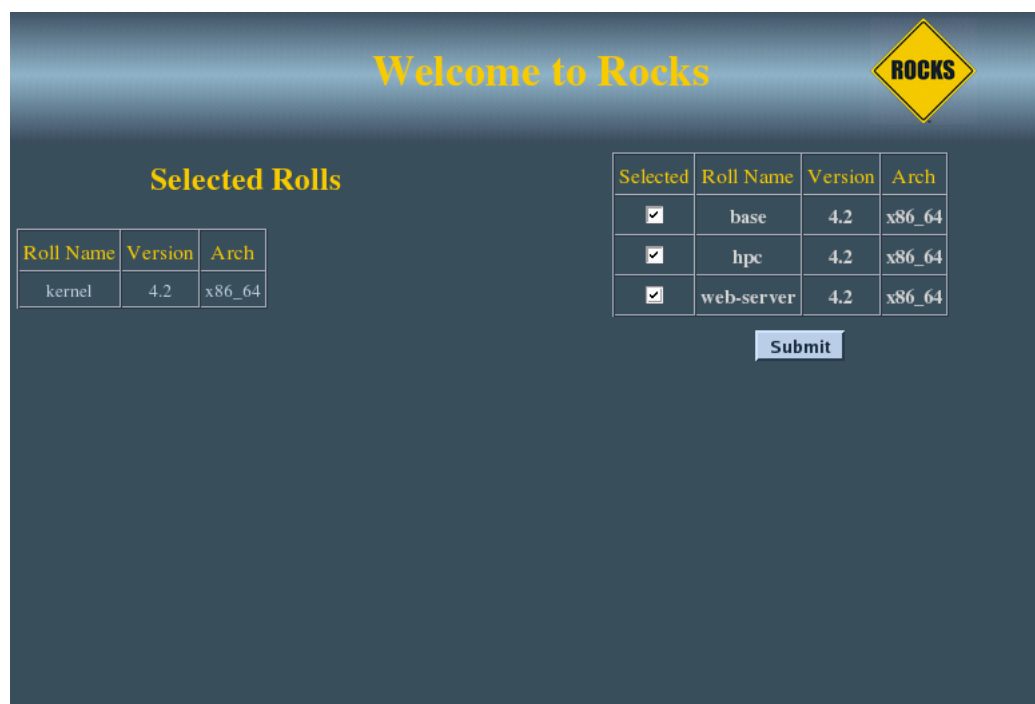 Welcome to Rocks
ROCKS
Selected Rolls
Roll Name Version Arch
kernel 4.2 x86_64
Selected Roll Name Version Arch
base 4.2 x86_64
hpc 4.2 x86_64
web-server 4.2 x86_64
Submit